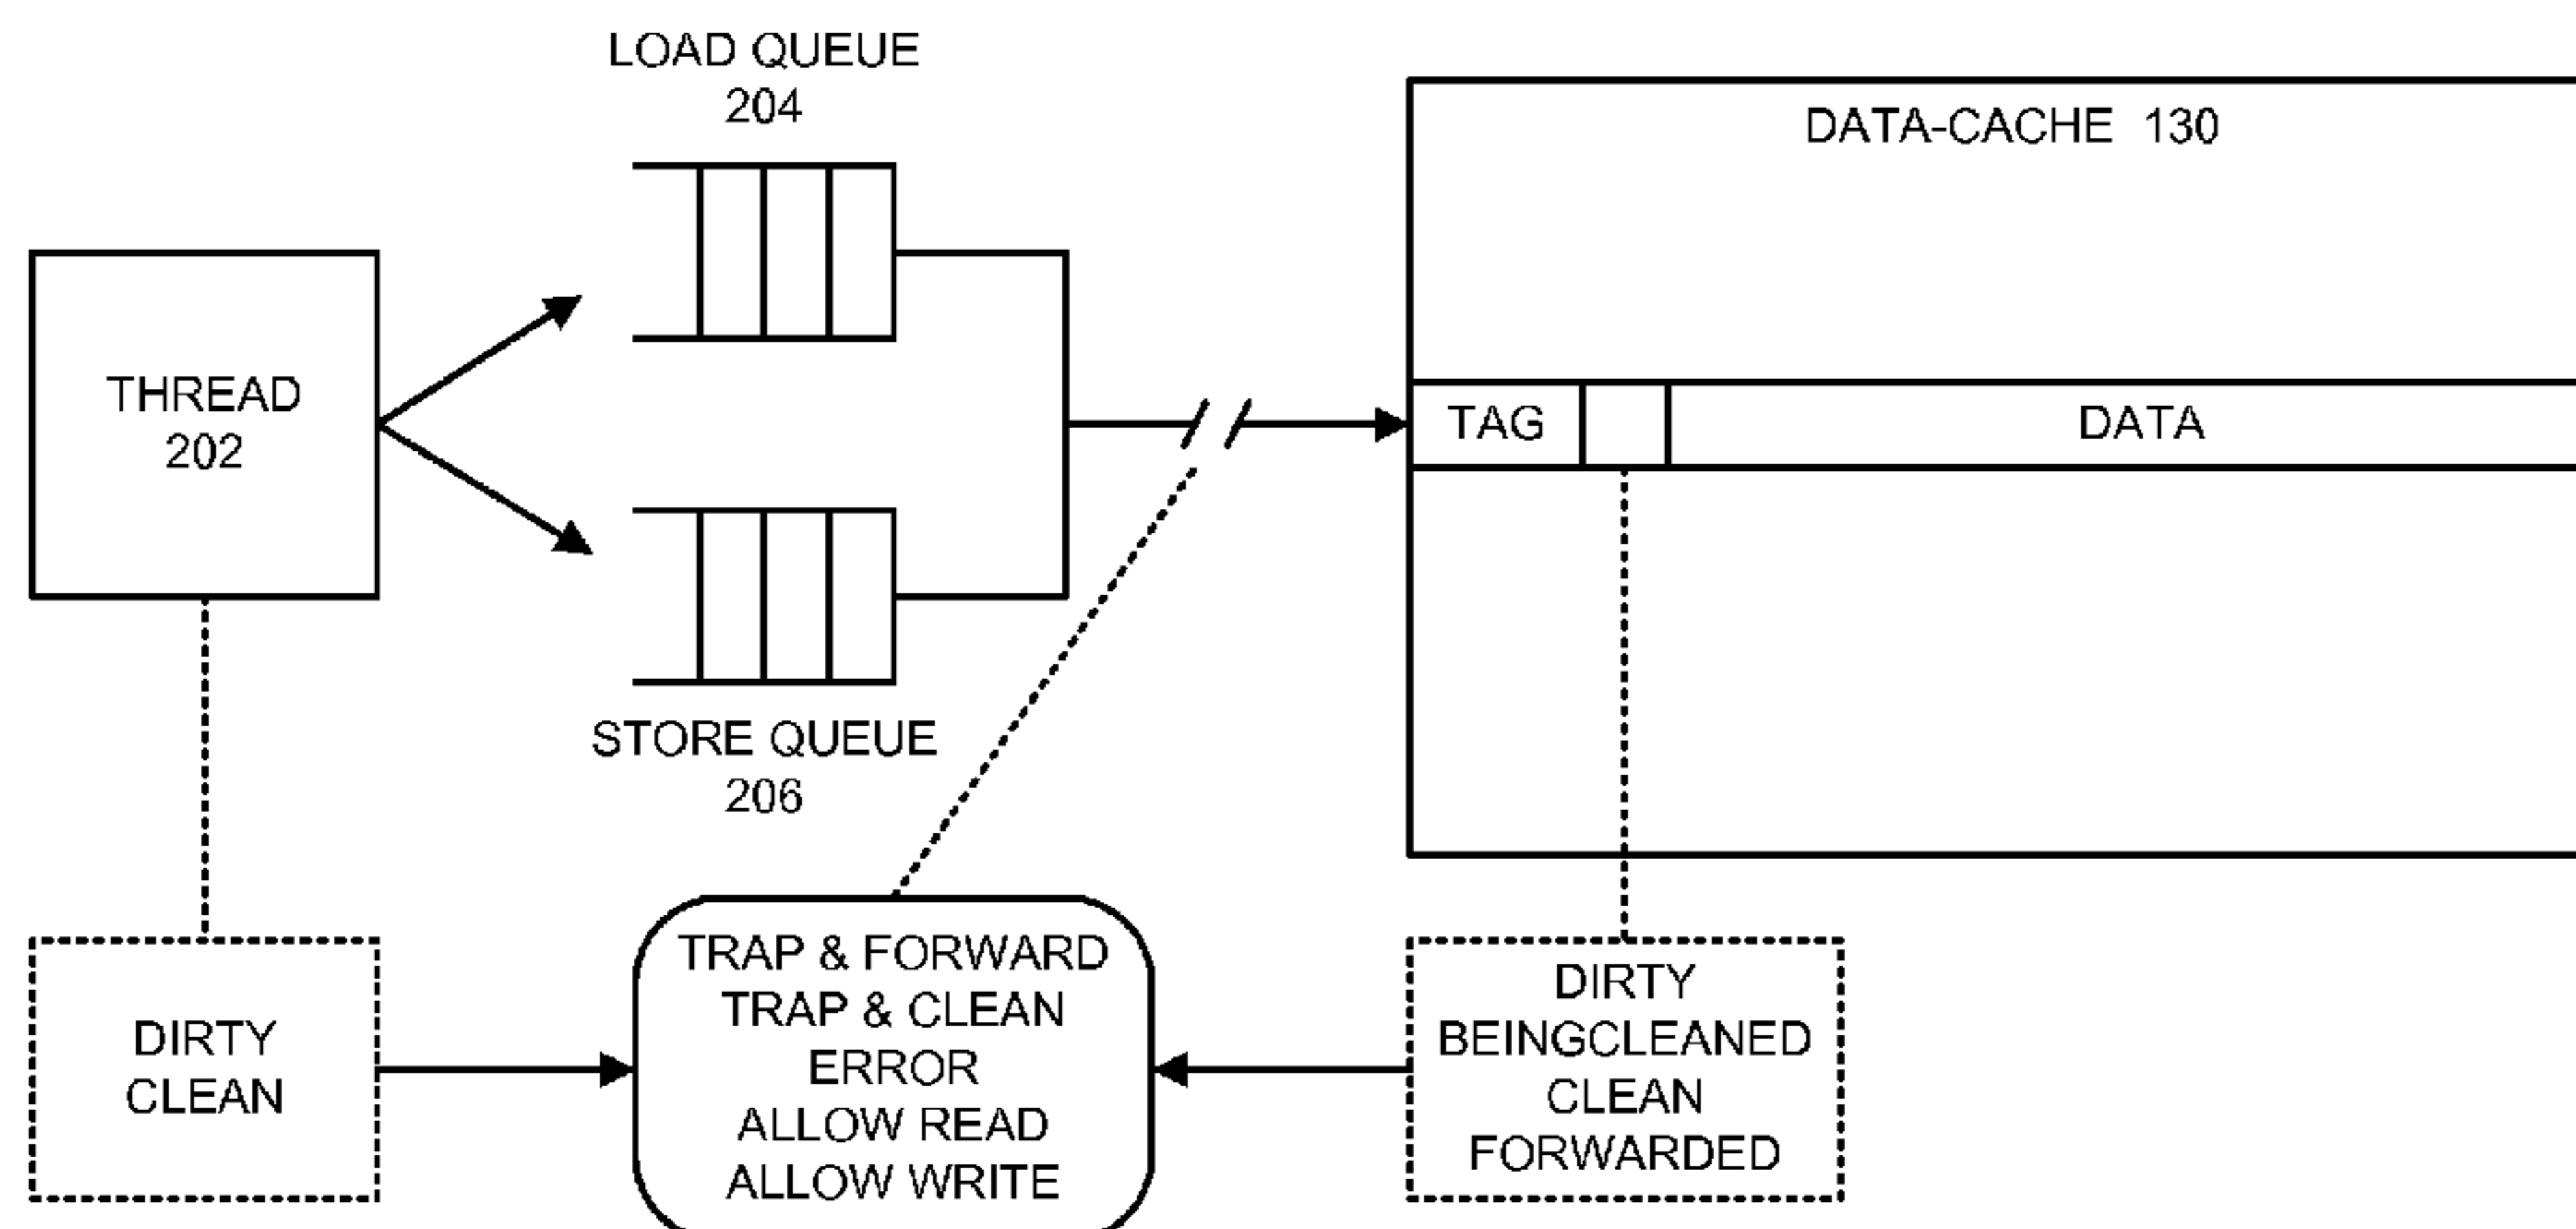 LOAD QUEUE
204
DATA-CACHE 130
THREAD
202
TAG
DATA
STORE QUEUE
206
DIRTY
CLEAN
TRAP & FORWARD
TRAP & CLEAN
ERROR
ALLOW READ
ALLOW WRITE
DIRTY
BEINGCLEANED
CLEAN
FORWARDED